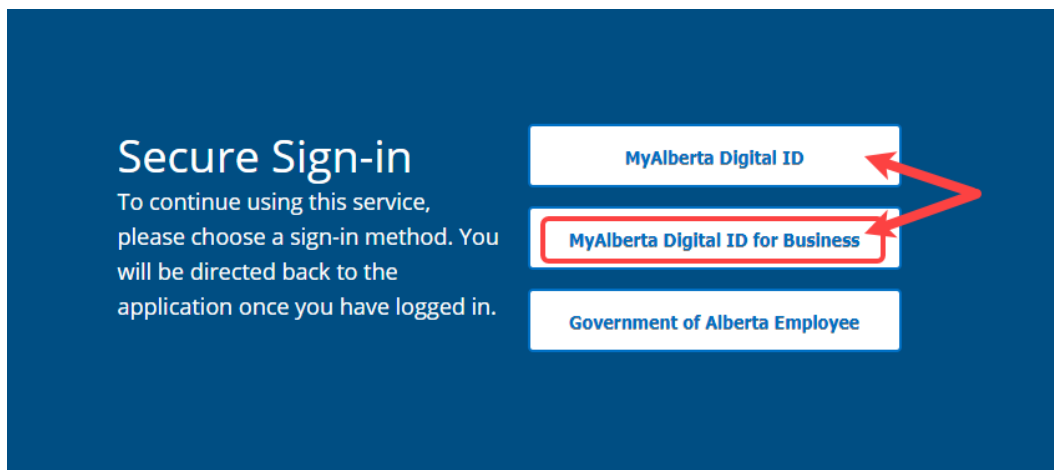 Secure Sign-in
To continue using this service,
please choose a sign-in method. You
will be directed back to the
application once you have logged in.
MyAlberta Digital ID
MyAlberta Digital ID for Business
Government of Alberta Employee